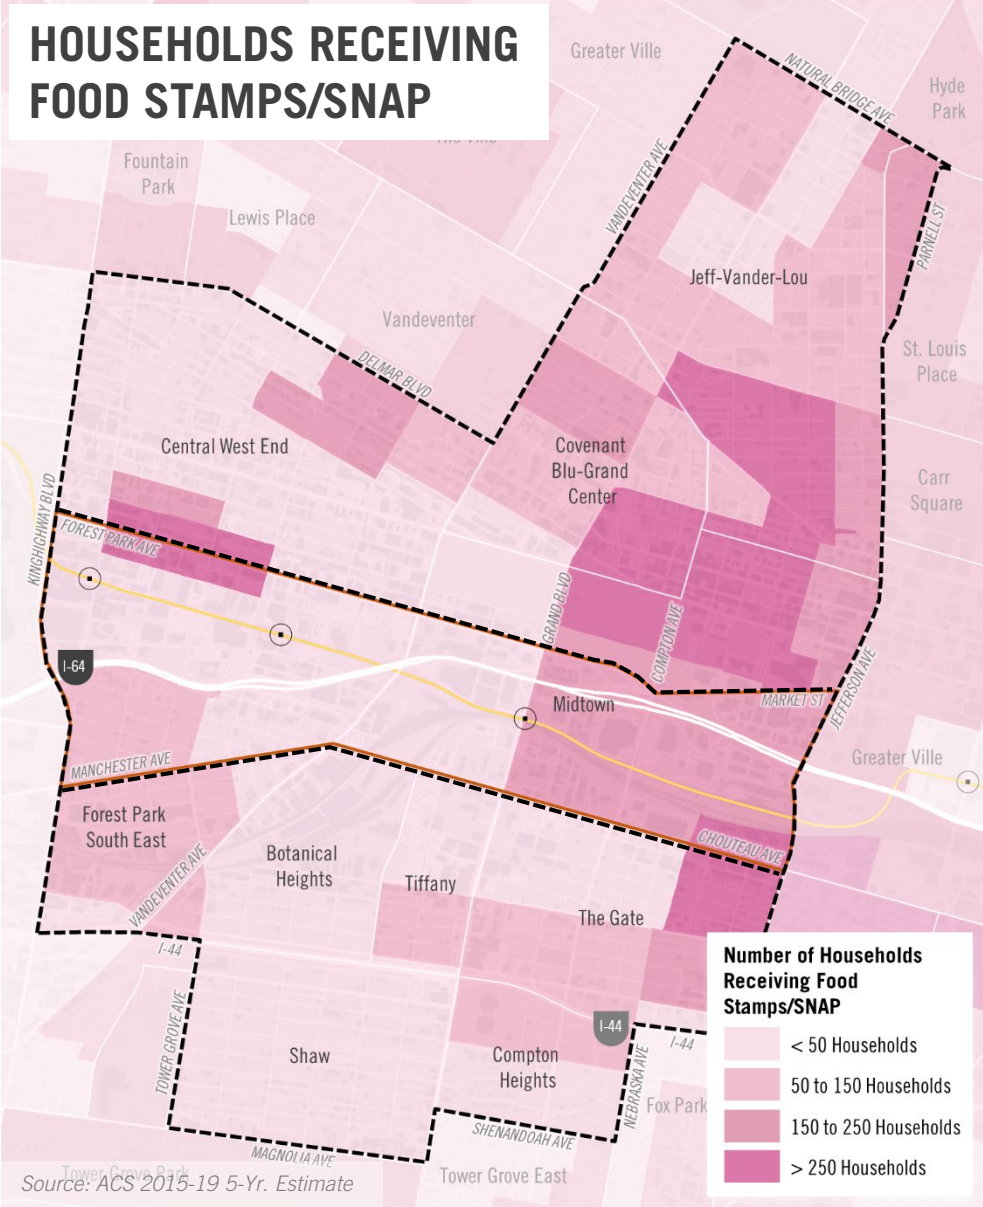 HOUSEHOLDS RECEIVING
FOOD STAMPS/SNAP
Greater Ville
NATURAL BRIDGE AVE
Hyde
Park
Fountain
Park
Lewis Place
VANDEVENTER AVE
PARNELL ST
Jeff-Vander-Lou
Vandeventer
DELMAR BLVD
St. Louis
Place
Central West End
Covenant
Blu-Grand
Center
Carr
Square
KINGHIGHWAY BLVD
FOREST PARK AVE
GRAND BLVD
COMPTON AVE
I-64
Midtown
MARKET ST
JEFFERSON AVE
MANCHESTER AVE
Greater Ville
Forest Park
South East
CHOUTEAU AVE
VANDEVENTER AVE
Botanical
Heights
Tiffany
The Gate
I-44
Number of Households
Receiving Food
Stamps/SNAP
< 50 Households
50 to 150 Households
150 to 250 Households
> 250 Households
I-44
I-44
TOWER GROVE AVE
Shaw
Compton
Heights
NEBRASKA AVE
Fox Park
SHENANDOAH AVE
MAGNOLIA AVE
Tower Grove Park
Tower Grove East
Source: ACS 2015-19 5-Yr. Estimate